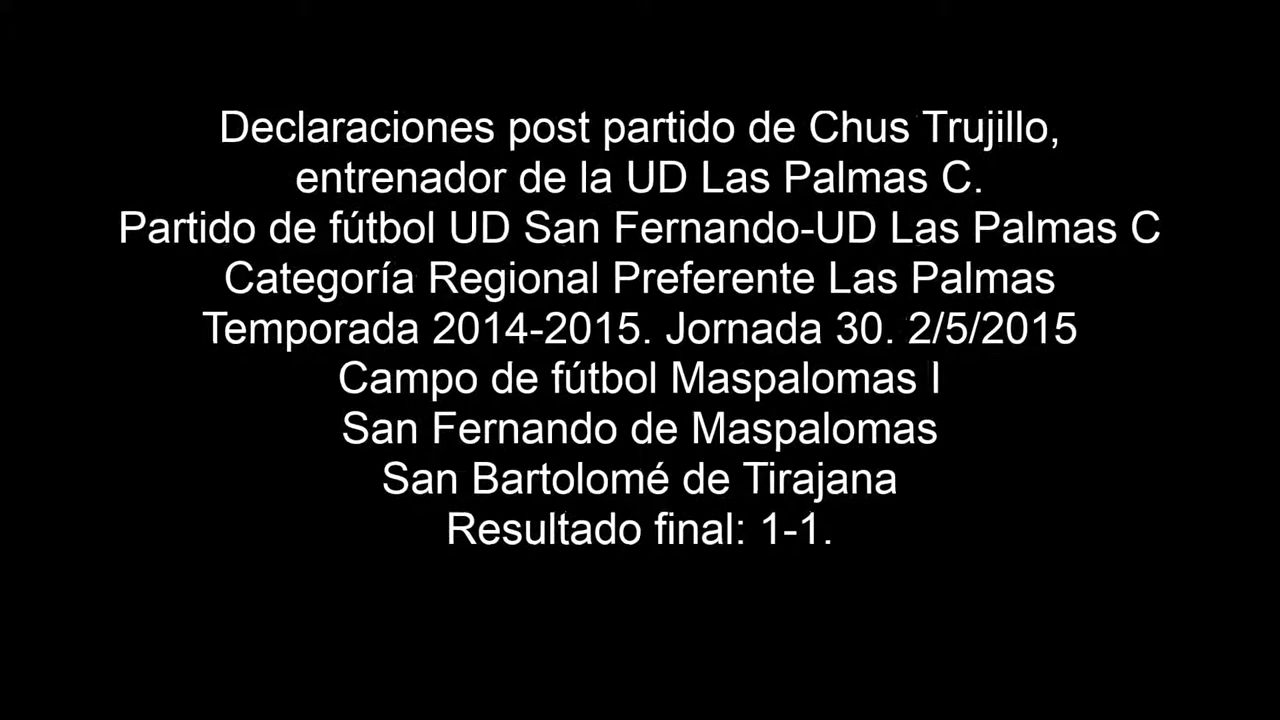 Declaraciones post partido de Chus Trujillo,
entrenador de la UD Las Palmas C.
Partido de fútbol UD San Fernando-UD Las Palmas C
Categoría Regional Preferente Las Palmas
Temporada 2014-2015. Jornada 30. 2/5/2015
Campo de fútbol Maspalomas I
San Fernando de Maspalomas
San Bartolomé de Tirajana
Resultado final: 1-1.